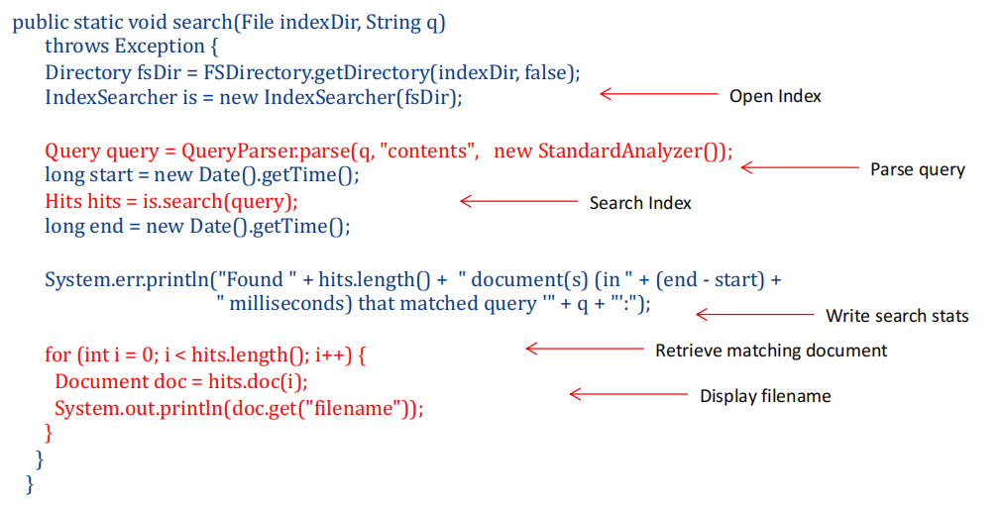 public static void search(File indexDir, String q)
throws Exception {
Directory fsDir = FSDirectory.getDirectory(indexDir, false);
IndexSearcher is = new IndexSearcher(fsDir);
Open Index
Query query = QueryParser.parse(q, "contents", new StandardAnalyzer());
Parse query
long start = new Date().getTime();
Hits hits = is.search(query);
Search Index
long end = new Date().getTime();
System.err.println("Found " + hits.length() + " document(s) (in " + (end - start) +
" milliseconds) that matched query '" + q + "':");
Write search stats
for (int i = 0; i < hits.length(); i++) {
Retrieve matching document
Document doc = hits.doc(i);
System.out.println(doc.get("filename"));
Display filename
}
}
}